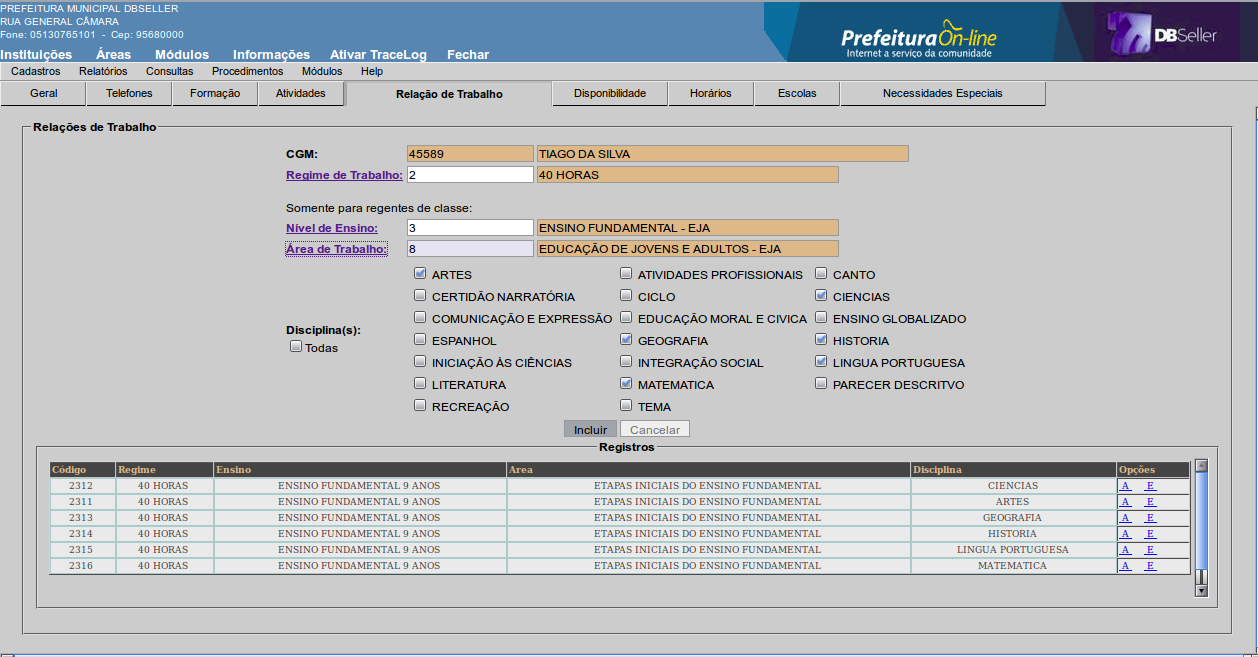 PREFEITURA MUNICIPAL DBSELLER
RUA GENERAL CÂMARA
Fone: 05130765101 - Cep: 95680000
PrefeituraOn-line
Internet a serviço da comunidade
DBSeller
Instituições Áreas Módulos Informações Ativar TraceLog Fechar
Cadastros Relatórios Consultas Procedimentos Módulos Help
Geral Telefones Formação Atividades Relação de Trabalho Disponibilidade Horários Escolas Necessidades Especiais
Relações de Trabalho
CGM: 45589 TIAGO DA SILVA
Regime de Trabalho: 2 40 HORAS
Somente para regentes de classe:
Nível de Ensino: 3 ENSINO FUNDAMENTAL - EJA
Área de Trabalho: 8 EDUCAÇÃO DE JOVENS E ADULTOS - EJA
Disciplina(s):
Todas
ARTES ATIVIDADES PROFISSIONAIS CANTO
CERTIDÃO NARRATÓRIA CICLO CIENCIAS
COMUNICAÇÃO E EXPRESSÃO EDUCAÇÃO MORAL E CIVICA ENSINO GLOBALIZADO
ESPANHOL GEOGRAFIA HISTORIA
INICIAÇÃO ÀS CIÊNCIAS INTEGRAÇÃO SOCIAL LINGUA PORTUGUESA
LITERATURA MATEMATICA PARECER DESCRITVO
RECREAÇÃO TEMA
Incluir Cancelar
Registros
Código Regime Ensino Area Disciplina Opções
2312 40 HORAS ENSINO FUNDAMENTAL 9 ANOS ETAPAS INICIAIS DO ENSINO FUNDAMENTAL CIENCIAS A E
2311 40 HORAS ENSINO FUNDAMENTAL 9 ANOS ETAPAS INICIAIS DO ENSINO FUNDAMENTAL ARTES A E
2313 40 HORAS ENSINO FUNDAMENTAL 9 ANOS ETAPAS INICIAIS DO ENSINO FUNDAMENTAL GEOGRAFIA A E
2314 40 HORAS ENSINO FUNDAMENTAL 9 ANOS ETAPAS INICIAIS DO ENSINO FUNDAMENTAL HISTORIA A E
2315 40 HORAS ENSINO FUNDAMENTAL 9 ANOS ETAPAS INICIAIS DO ENSINO FUNDAMENTAL LINGUA PORTUGUESA A E
2316 40 HORAS ENSINO FUNDAMENTAL 9 ANOS ETAPAS INICIAIS DO ENSINO FUNDAMENTAL MATEMATICA A E